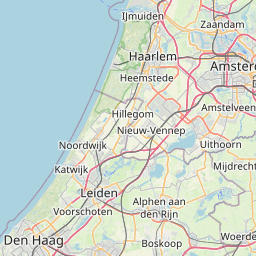 IJmuiden
Zaandam
Haarlem
Amster
Heemstede
Hillegom
Amstelveen
Nieuw-Vennep
Noordwijk
Uithoorn
Katwijk
Mijdrecht
Leiden
Voorschoten
Alphen aan
den Rijn
Den Haag
Boskoop
Woerde